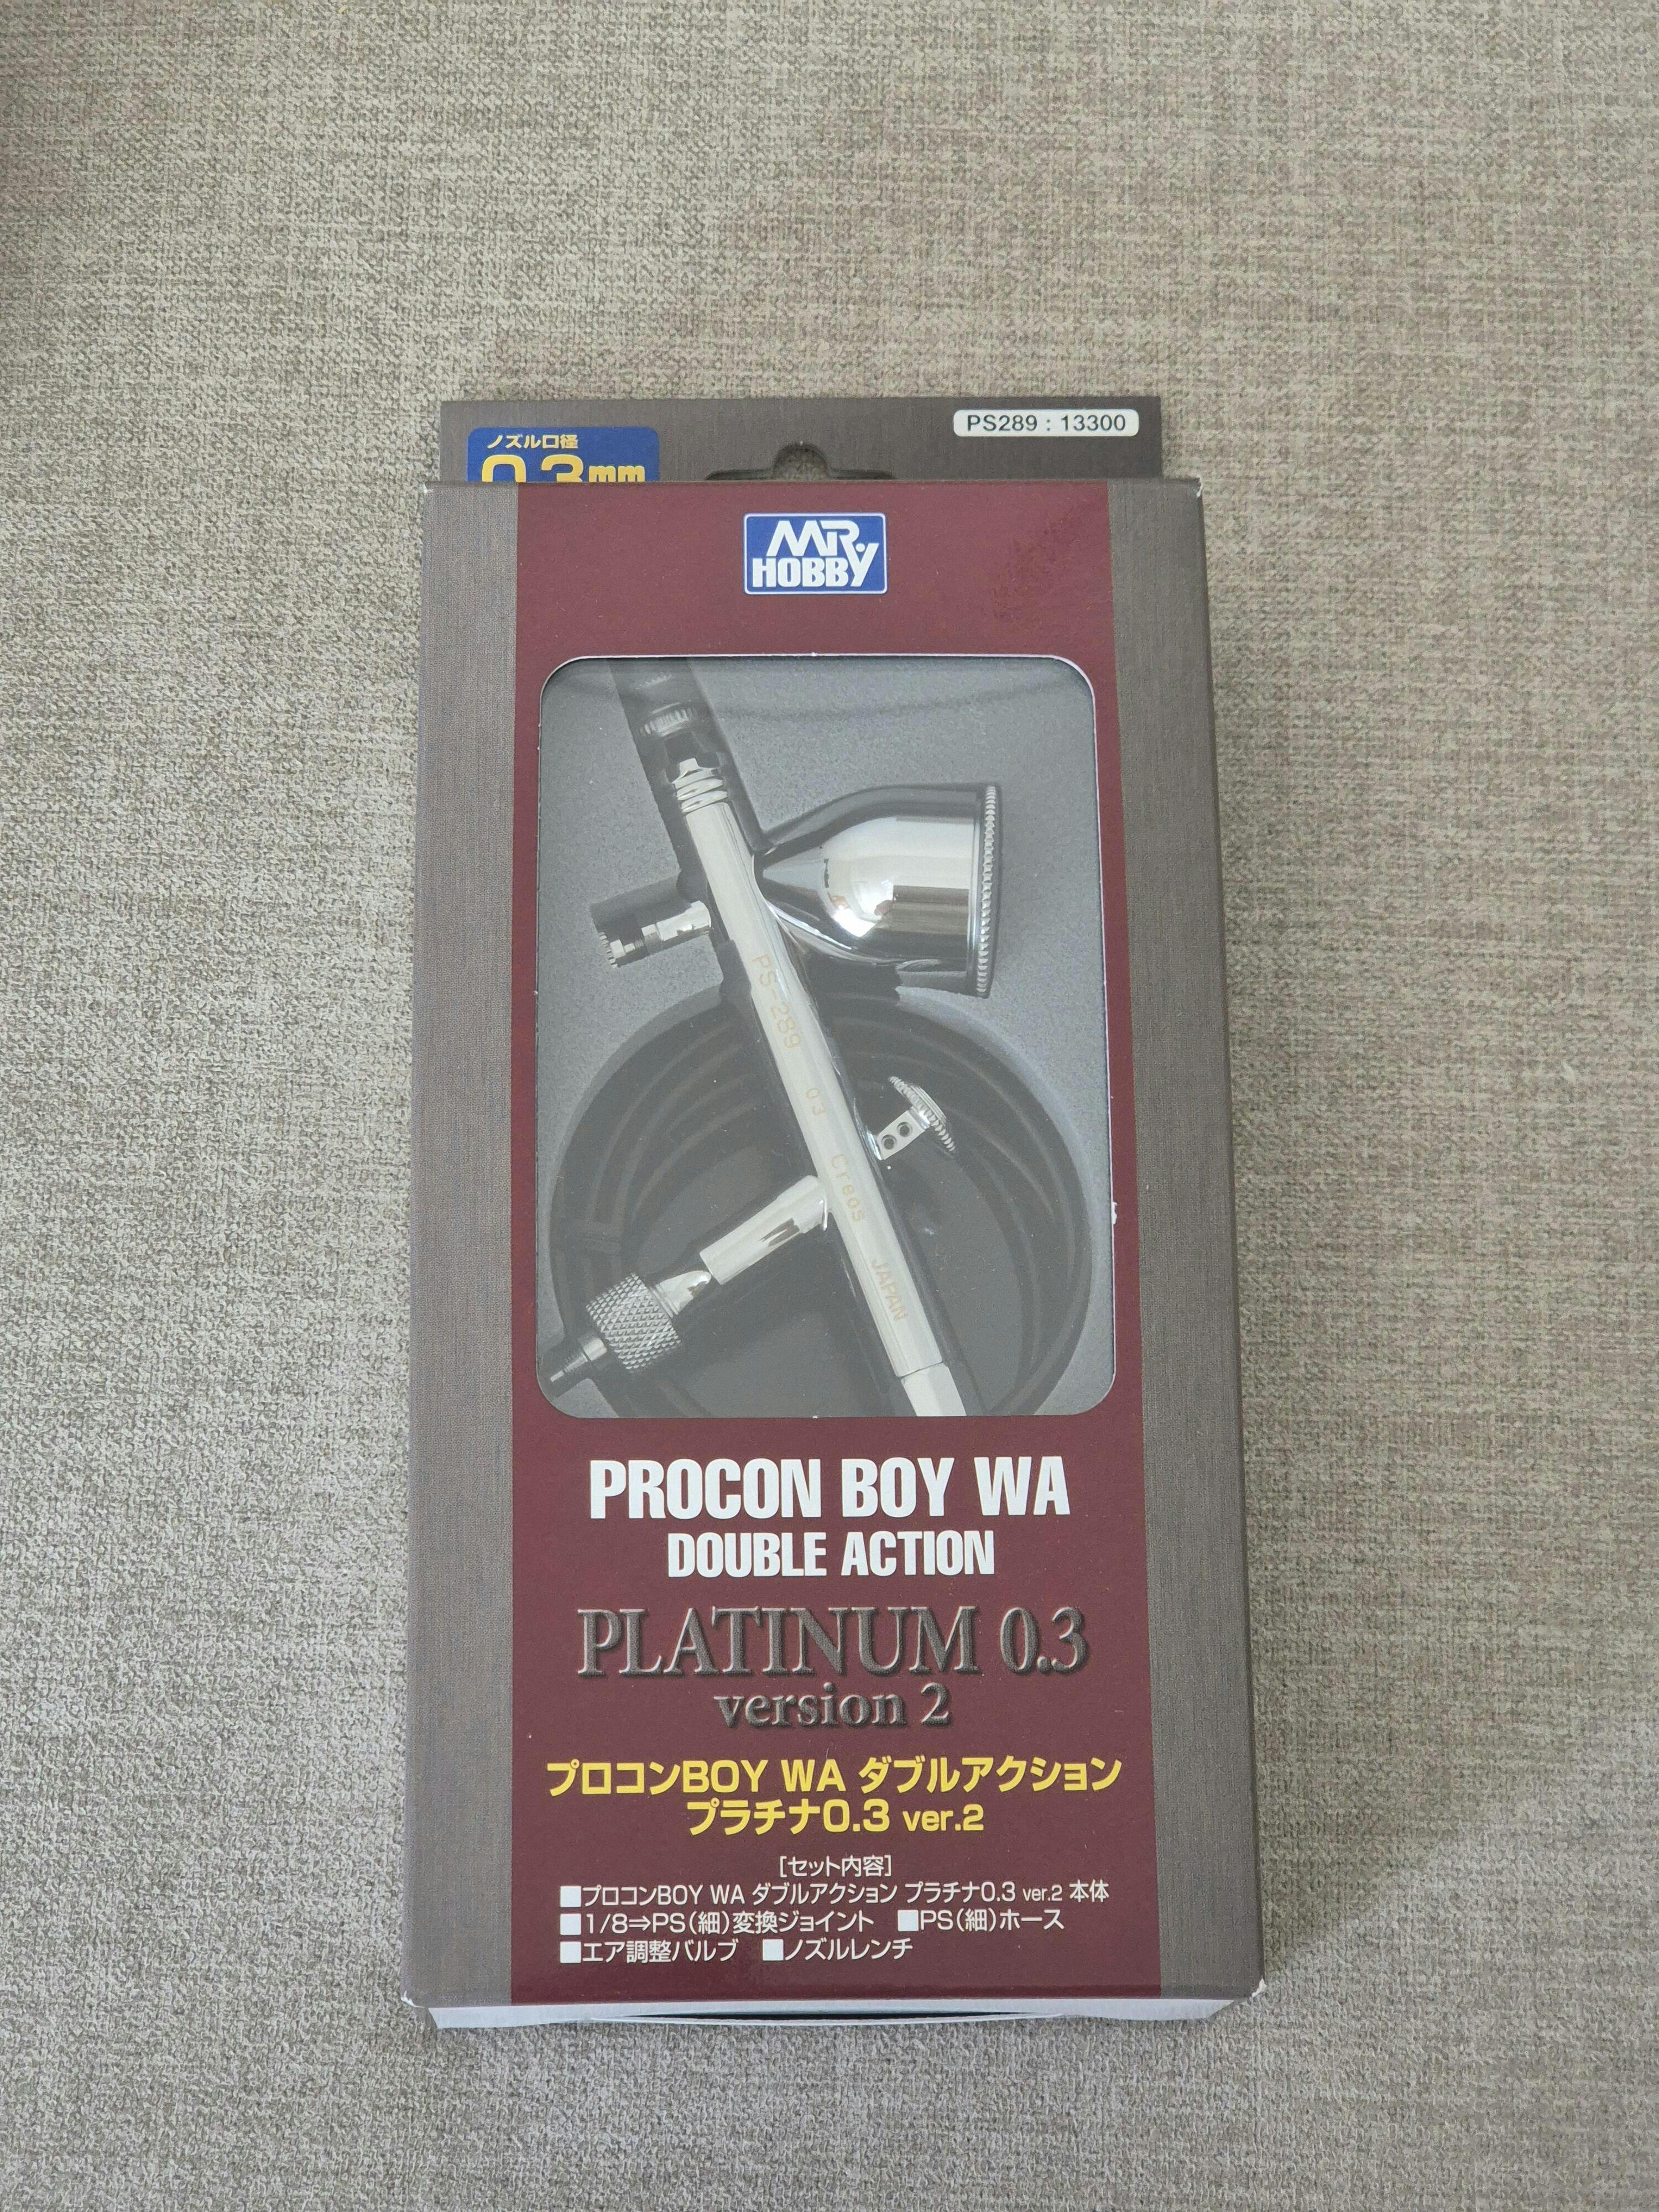 PS289 : 13300
ノズル口径
0.3mm
MR.
HOBBY
PS-289 0.3 Creos JAPAN
PROCON BOY WA
DOUBLE ACTION
PLATINUM 0.3
version 2
プロコンBOY WA ダブルアクション
プラチナ0.3 ver.2
[セット内容]
■プロコンBOY WA ダブルアクション プラチナ0.3 ver.2 本体
■1/8⇒PS(細)変換ジョイント ■PS(細)ホース
■エア調整バルブ ■ノズルレンチ